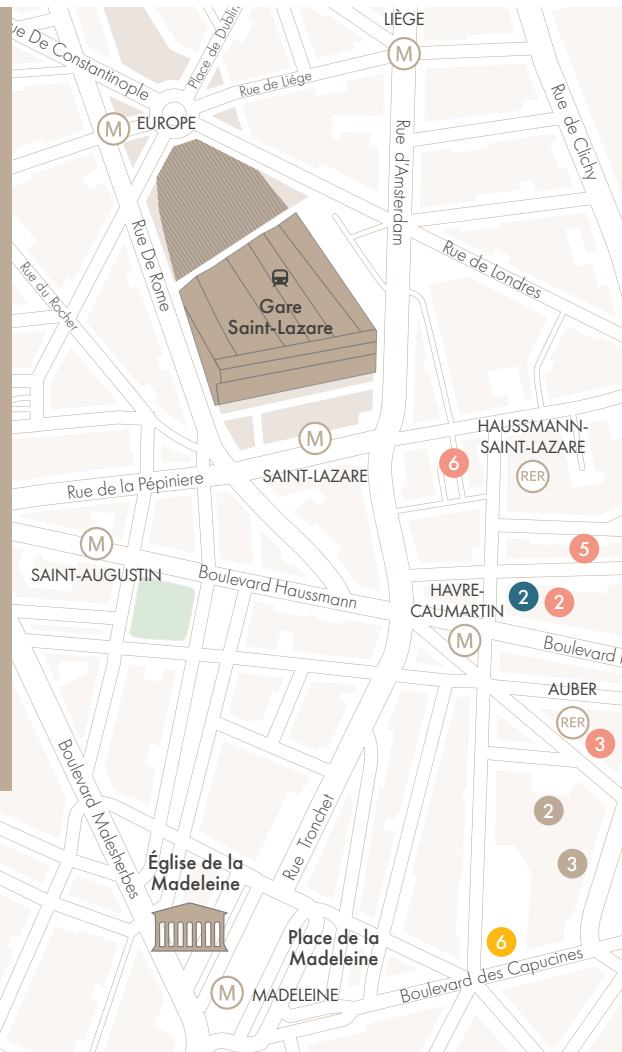 LIÈGE
Rue De Constantinople
Place de Dublin
Rue de Liége
M
M
EUROPE
Rue d'Amsterdam
Rue de Clichy
Rue De Rome
Rue du Rocher
Rue de Londres
Gare
Saint-Lazare
HAUSSMANN-
SAINT-LAZARE
M
6
RER
SAINT-LAZARE
Rue de la Pépiniere
M
5
SAINT-AUGUSTIN
Boulevard Haussmann
HAVRE-
CAUMARTIN
2
2
M
Boulevard
AUBER
RER
3
Boulevard Malesherbes
Rue Tronchet
2
3
Église de la
Madeleine
Place de la
Madeleine
6
Boulevard des Capucines
M
MADELEINE